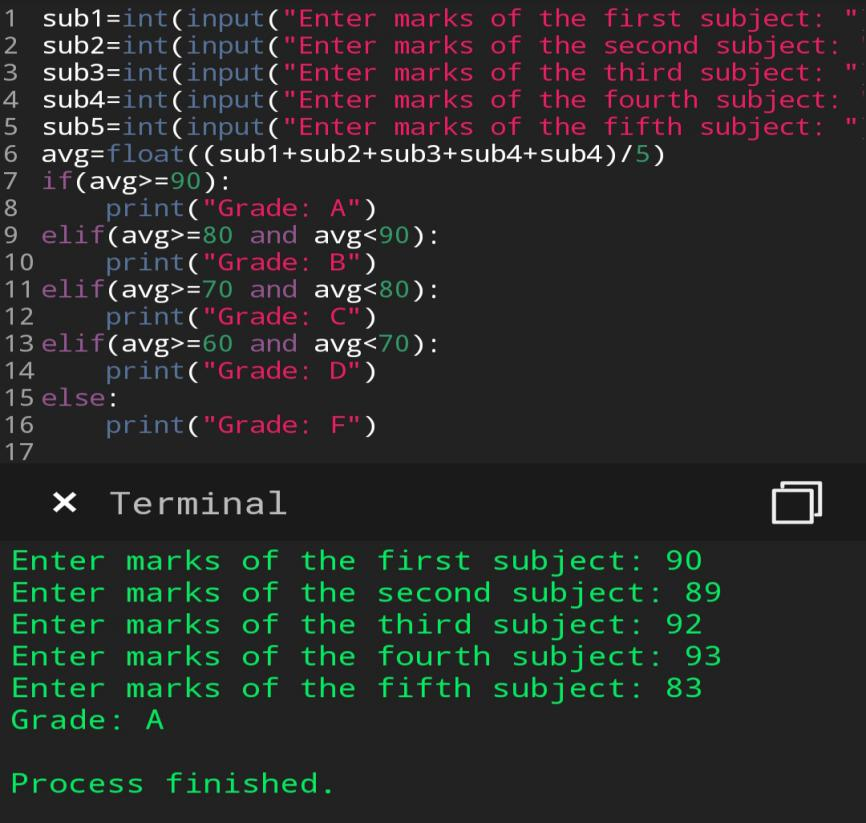 1 sub1=int(input("Enter marks of the first subject: "
2 sub2=int(input("Enter marks of the second subject:
3 sub3=int(input("Enter marks of the third subject: "
4 sub4=int(input("Enter marks of the fourth subject:
5 sub5=int(input("Enter marks of the fifth subject: "
6 avg=float((sub1+sub2+sub3+sub4+sub4)/5)
7 if(avg>=90):
8     print("Grade: A")
9 elif(avg>=80 and avg<90):
10     print("Grade: B")
11 elif(avg>=70 and avg<80):
12     print("Grade: C")
13 elif(avg>=60 and avg<70):
14     print("Grade: D")
15 else:
16     print("Grade: F")
17
× Terminal
Enter marks of the first subject: 90
Enter marks of the second subject: 89
Enter marks of the third subject: 92
Enter marks of the fourth subject: 93
Enter marks of the fifth subject: 83
Grade: A
Process finished.